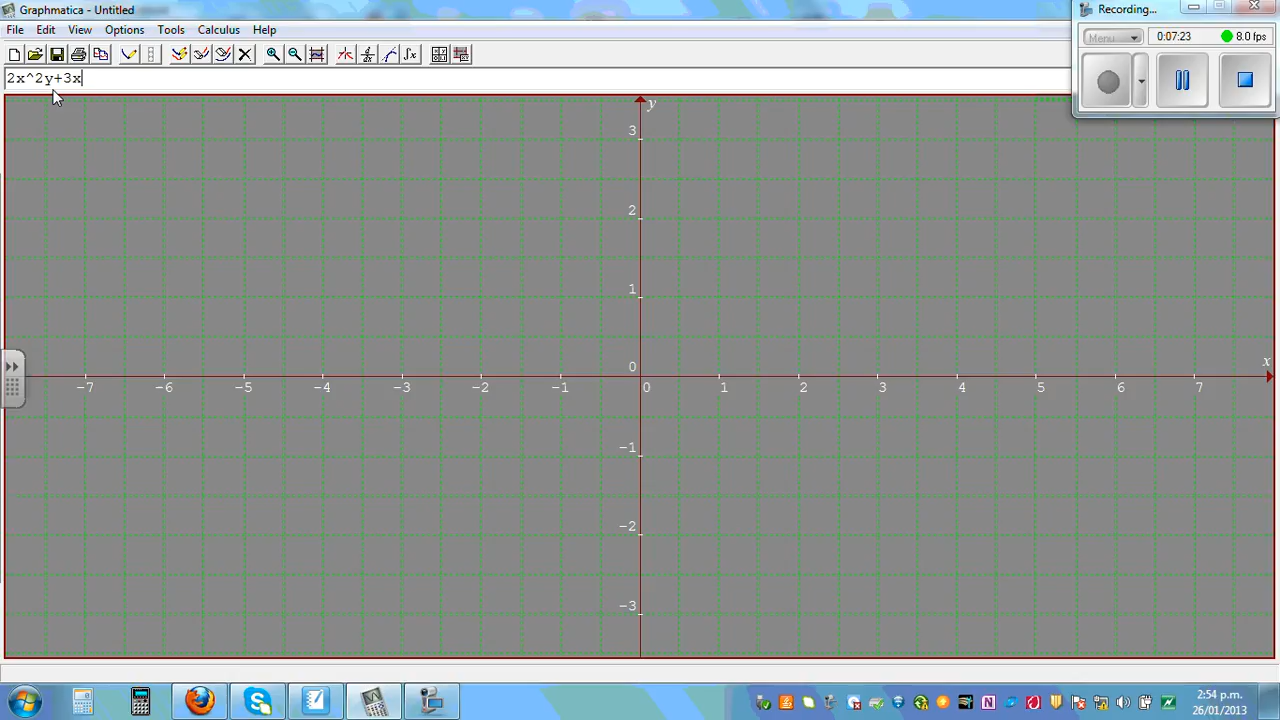 Graphmatica - Untitled
Recording...
File Edit View Options Tools Calculus Help
Menu 0:07:23 8.0 fps
2x^2y+3x
y
3
2
1
0
x
-7 -6 -5 -4 -3 -2 -1 0 1 2 3 4 5 6 7
-1
-2
-3
2:54 p.m.
26/01/2013